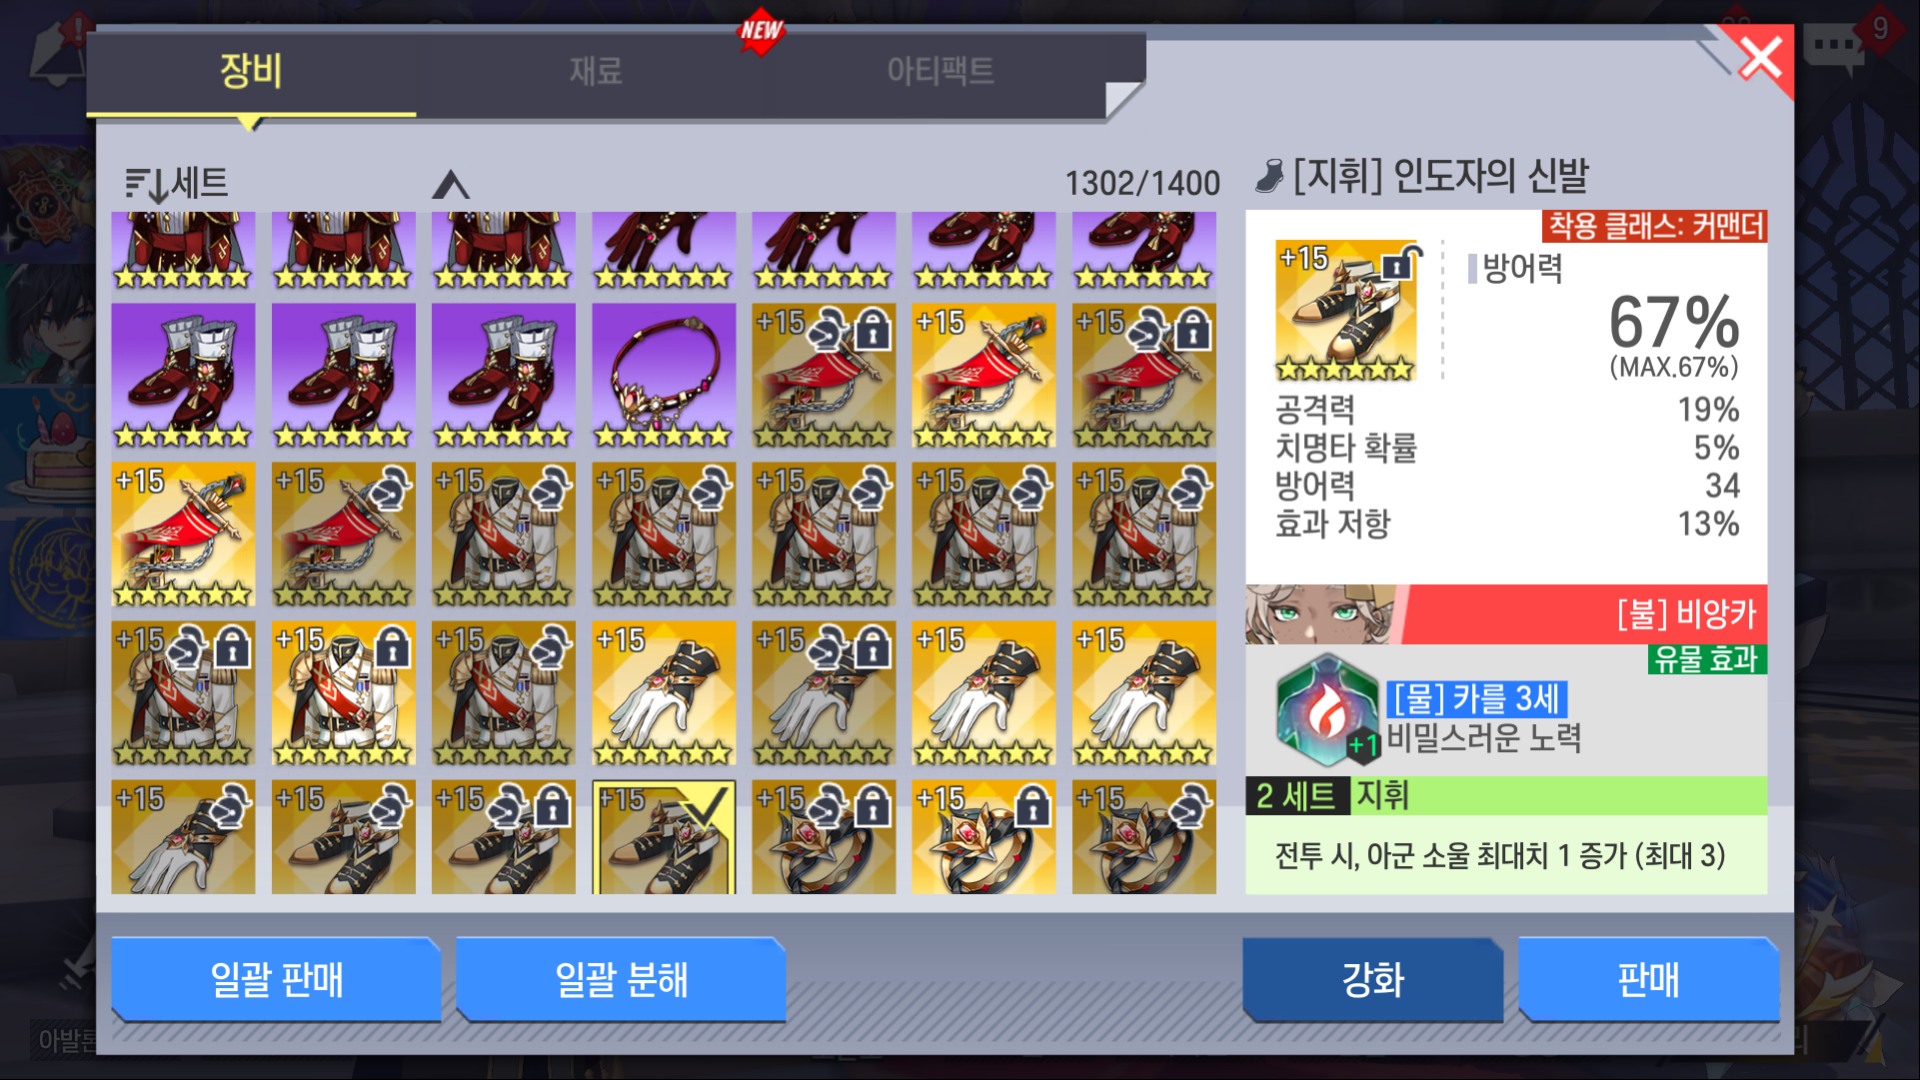 장비
재료
NEW
아티팩트
9
세트
1302/1400
[지휘] 인도자의 신발
착용 클래스: 커맨더
+15
방어력
67%
(MAX.67%)
공격력 19%
치명타 확률 5%
방어력 34
효과 저항 13%
[불] 비앙카
유물 효과
[물] 카를 3세
+1 비밀스러운 노력
2 세트 지휘
전투 시, 아군 소울 최대치 1 증가 (최대 3)
+15 +15 +15
+15 +15 +15 +15 +15 +15 +15
+15 +15 +15 +15 +15 +15 +15
+15 +15 +15 +15 +15 +15 +15
일괄 판매
일괄 분해
강화
판매
아발론